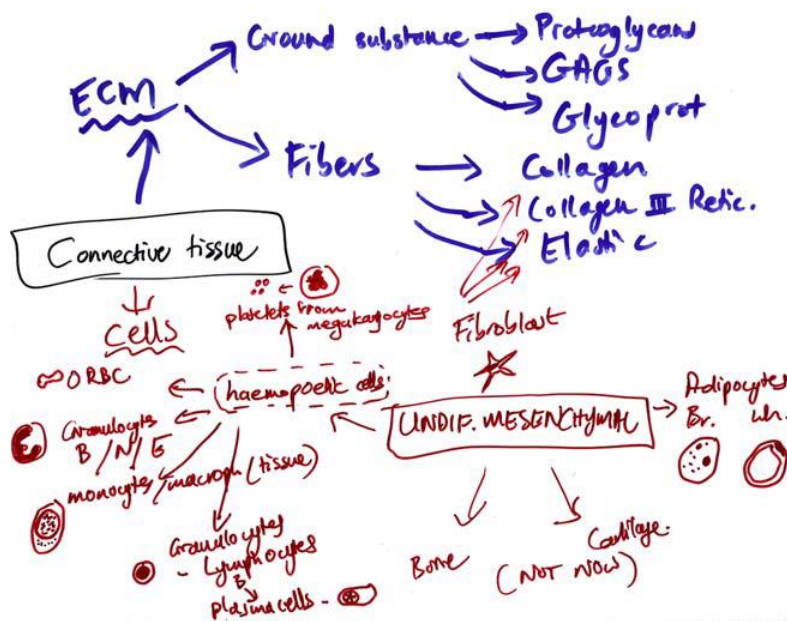 Ground substance
Proteoglycans
GAGS
Glycoprot
ECM
Fibers
Collagen
Collagen III Retic.
Elastic
Connective tissue
cells
platelets from
megakaryocytes
Fibroblast
RBC
haemopoetic cells
UNDIF. MESENCHYMAL
Adipocytes
Br. Wh.
Granulocytes
B / N / E
monocytes/macroph (tissue)
Granulocytes
- Lymphocytes
B
plasma cells -
Bone
Cartilage.
(NOT NOW)